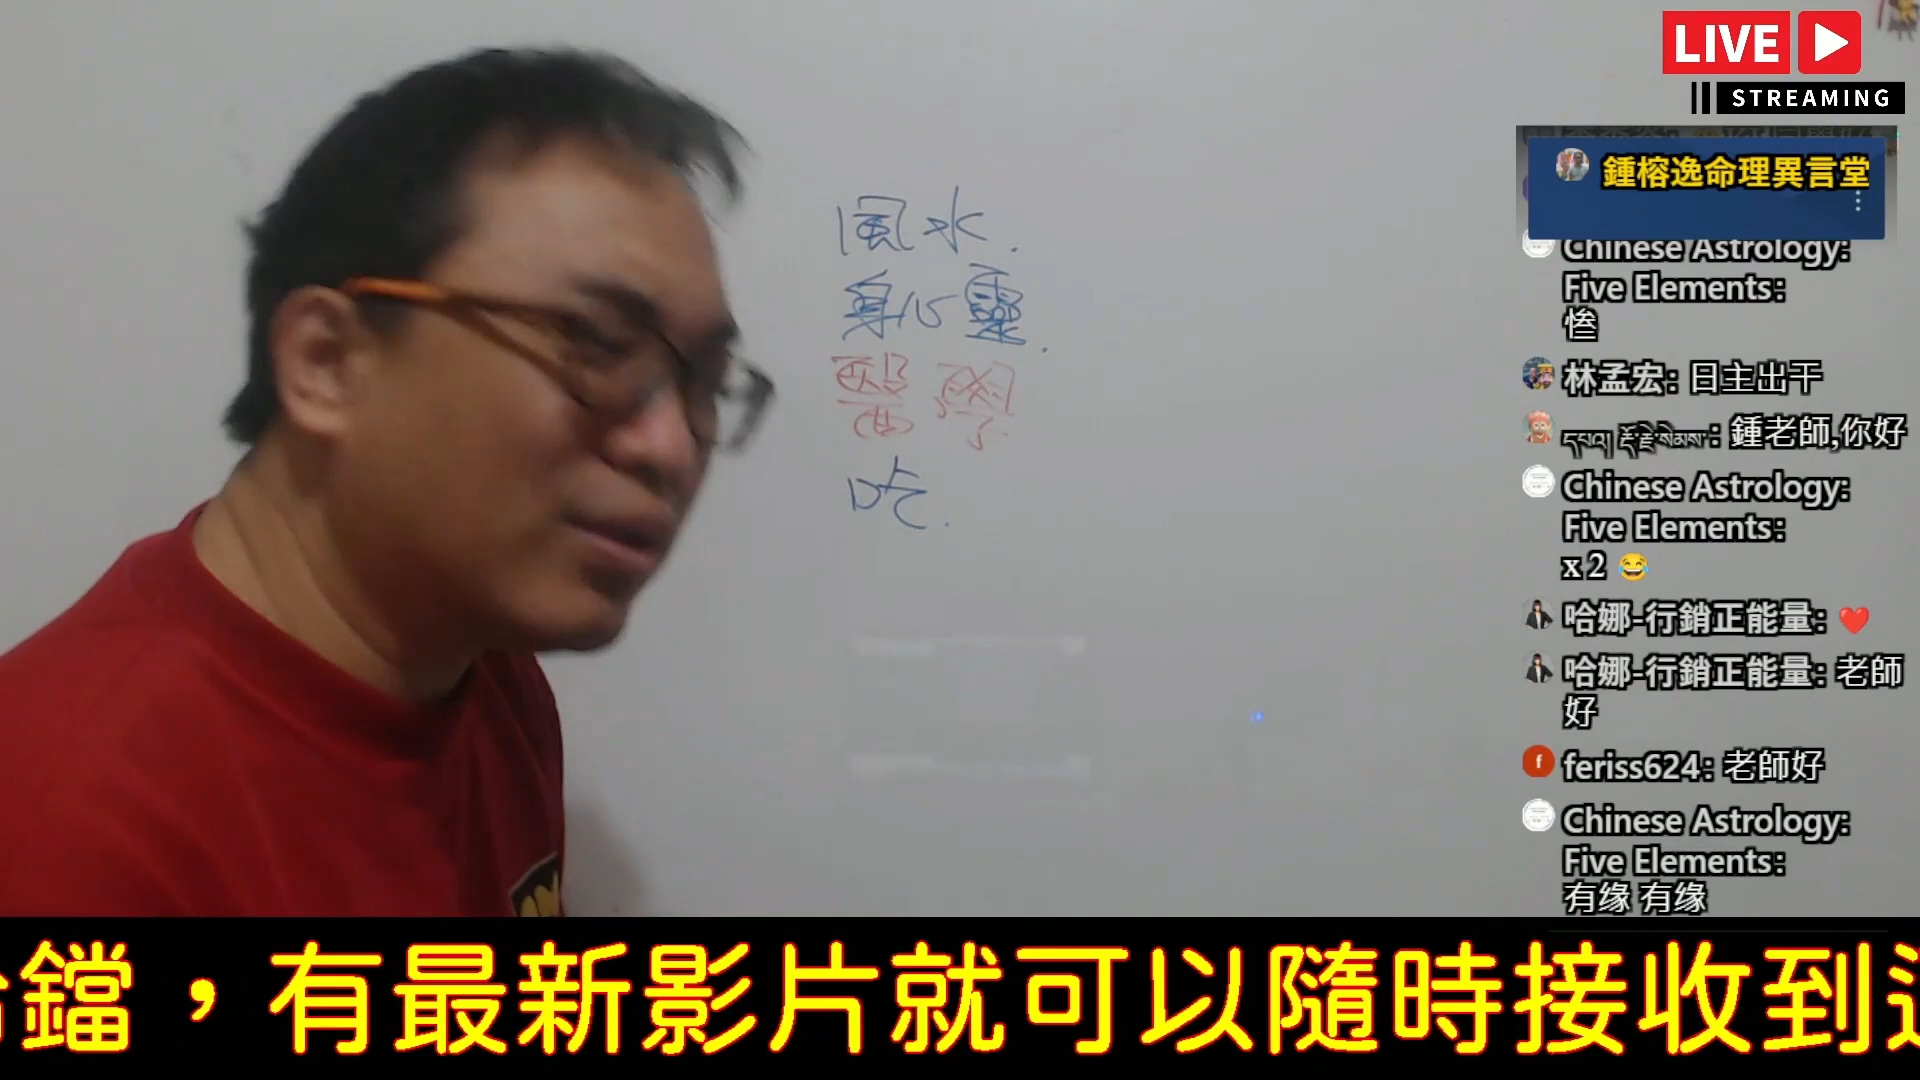 LIVE
STREAMING
鍾榕逸命理異言堂
Chinese Astrology:
Five Elements:
惨
林孟宏: 日主出干
དཔའ། རྡོ་རྗེ་སེམས་: 鍾老師,你好
Chinese Astrology:
Five Elements:
x 2 😂
哈娜-行銷正能量: ❤️
哈娜-行銷正能量: 老師
好
f
feriss624: 老師好
Chinese Astrology:
Five Elements:
有缘 有缘
風水.
身心靈.
醫學
吃.
鐺，有最新影片就可以隨時接收到